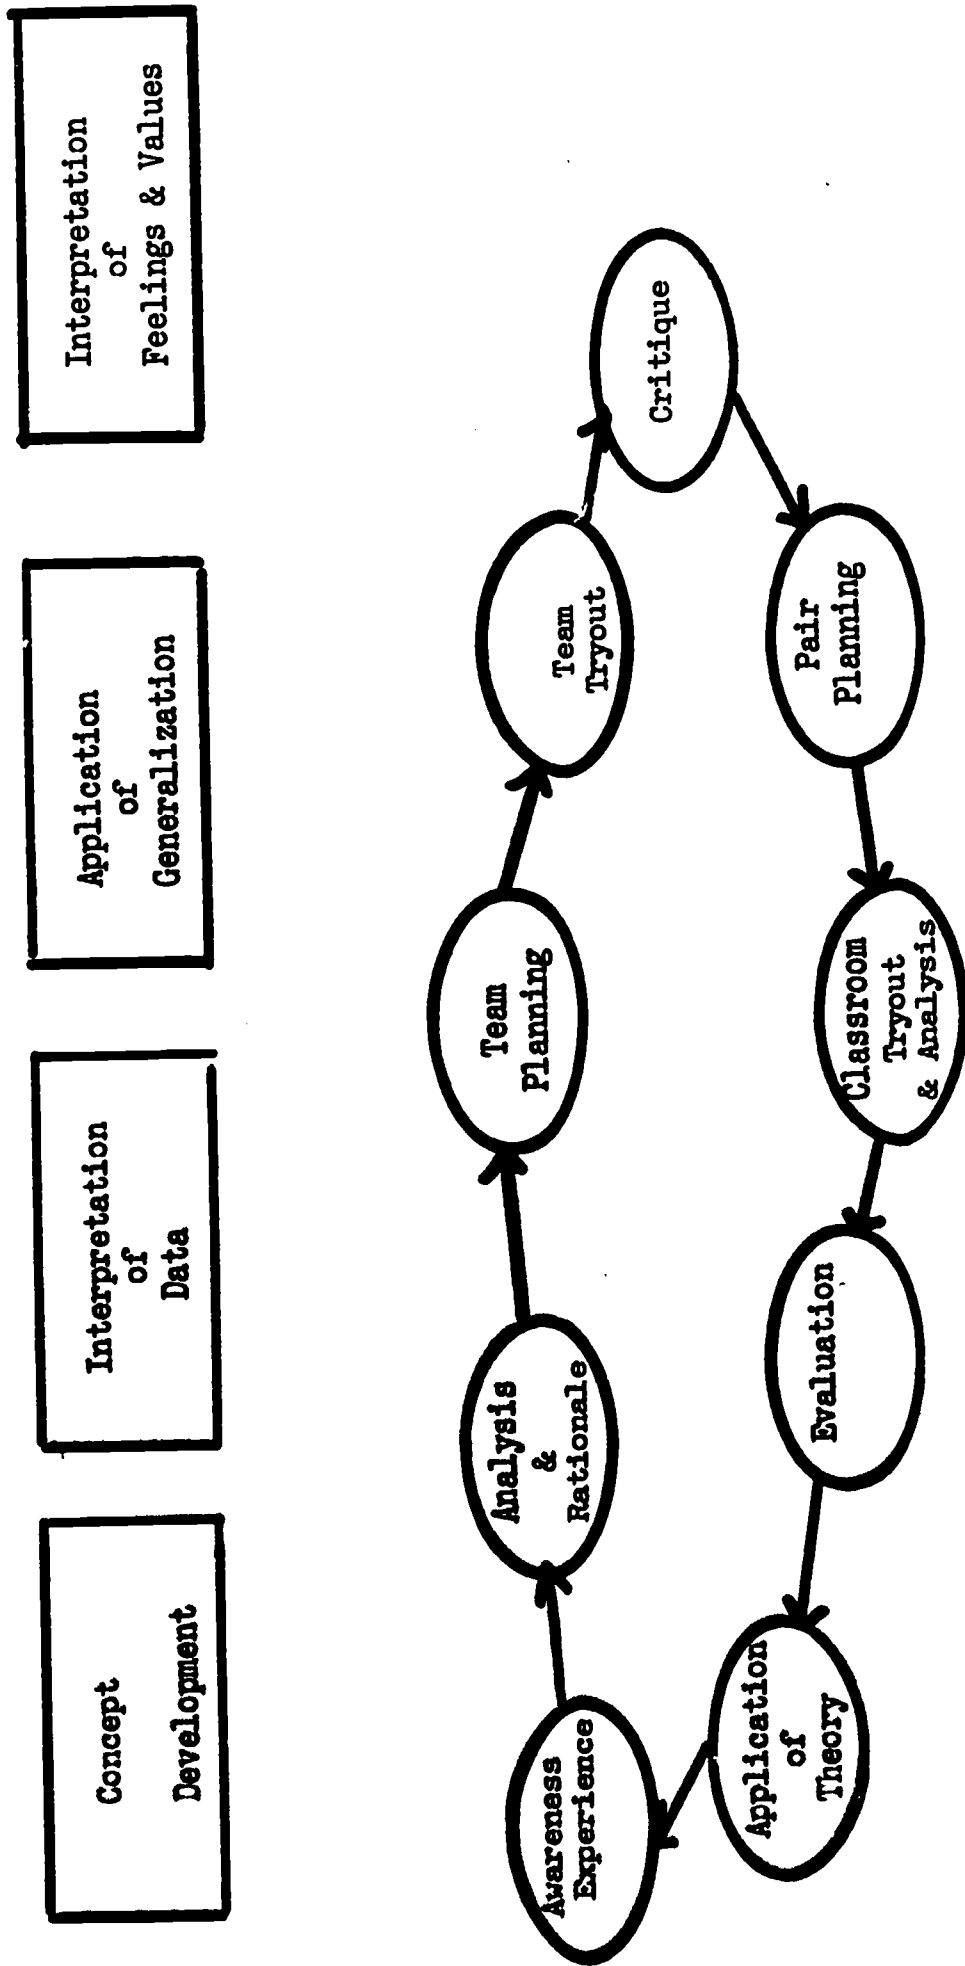 Concept
Development
Interpretation
of
Data
Application
of
Generalization
Interpretation
of
Feelings & Values
Awareness
Experience
Analysis
&
Rationale
Team
Planning
Team
Tryout
Critique
Pair
Planning
Classroom
Tryout
& Analysis
Evaluation
Application
of
Theory